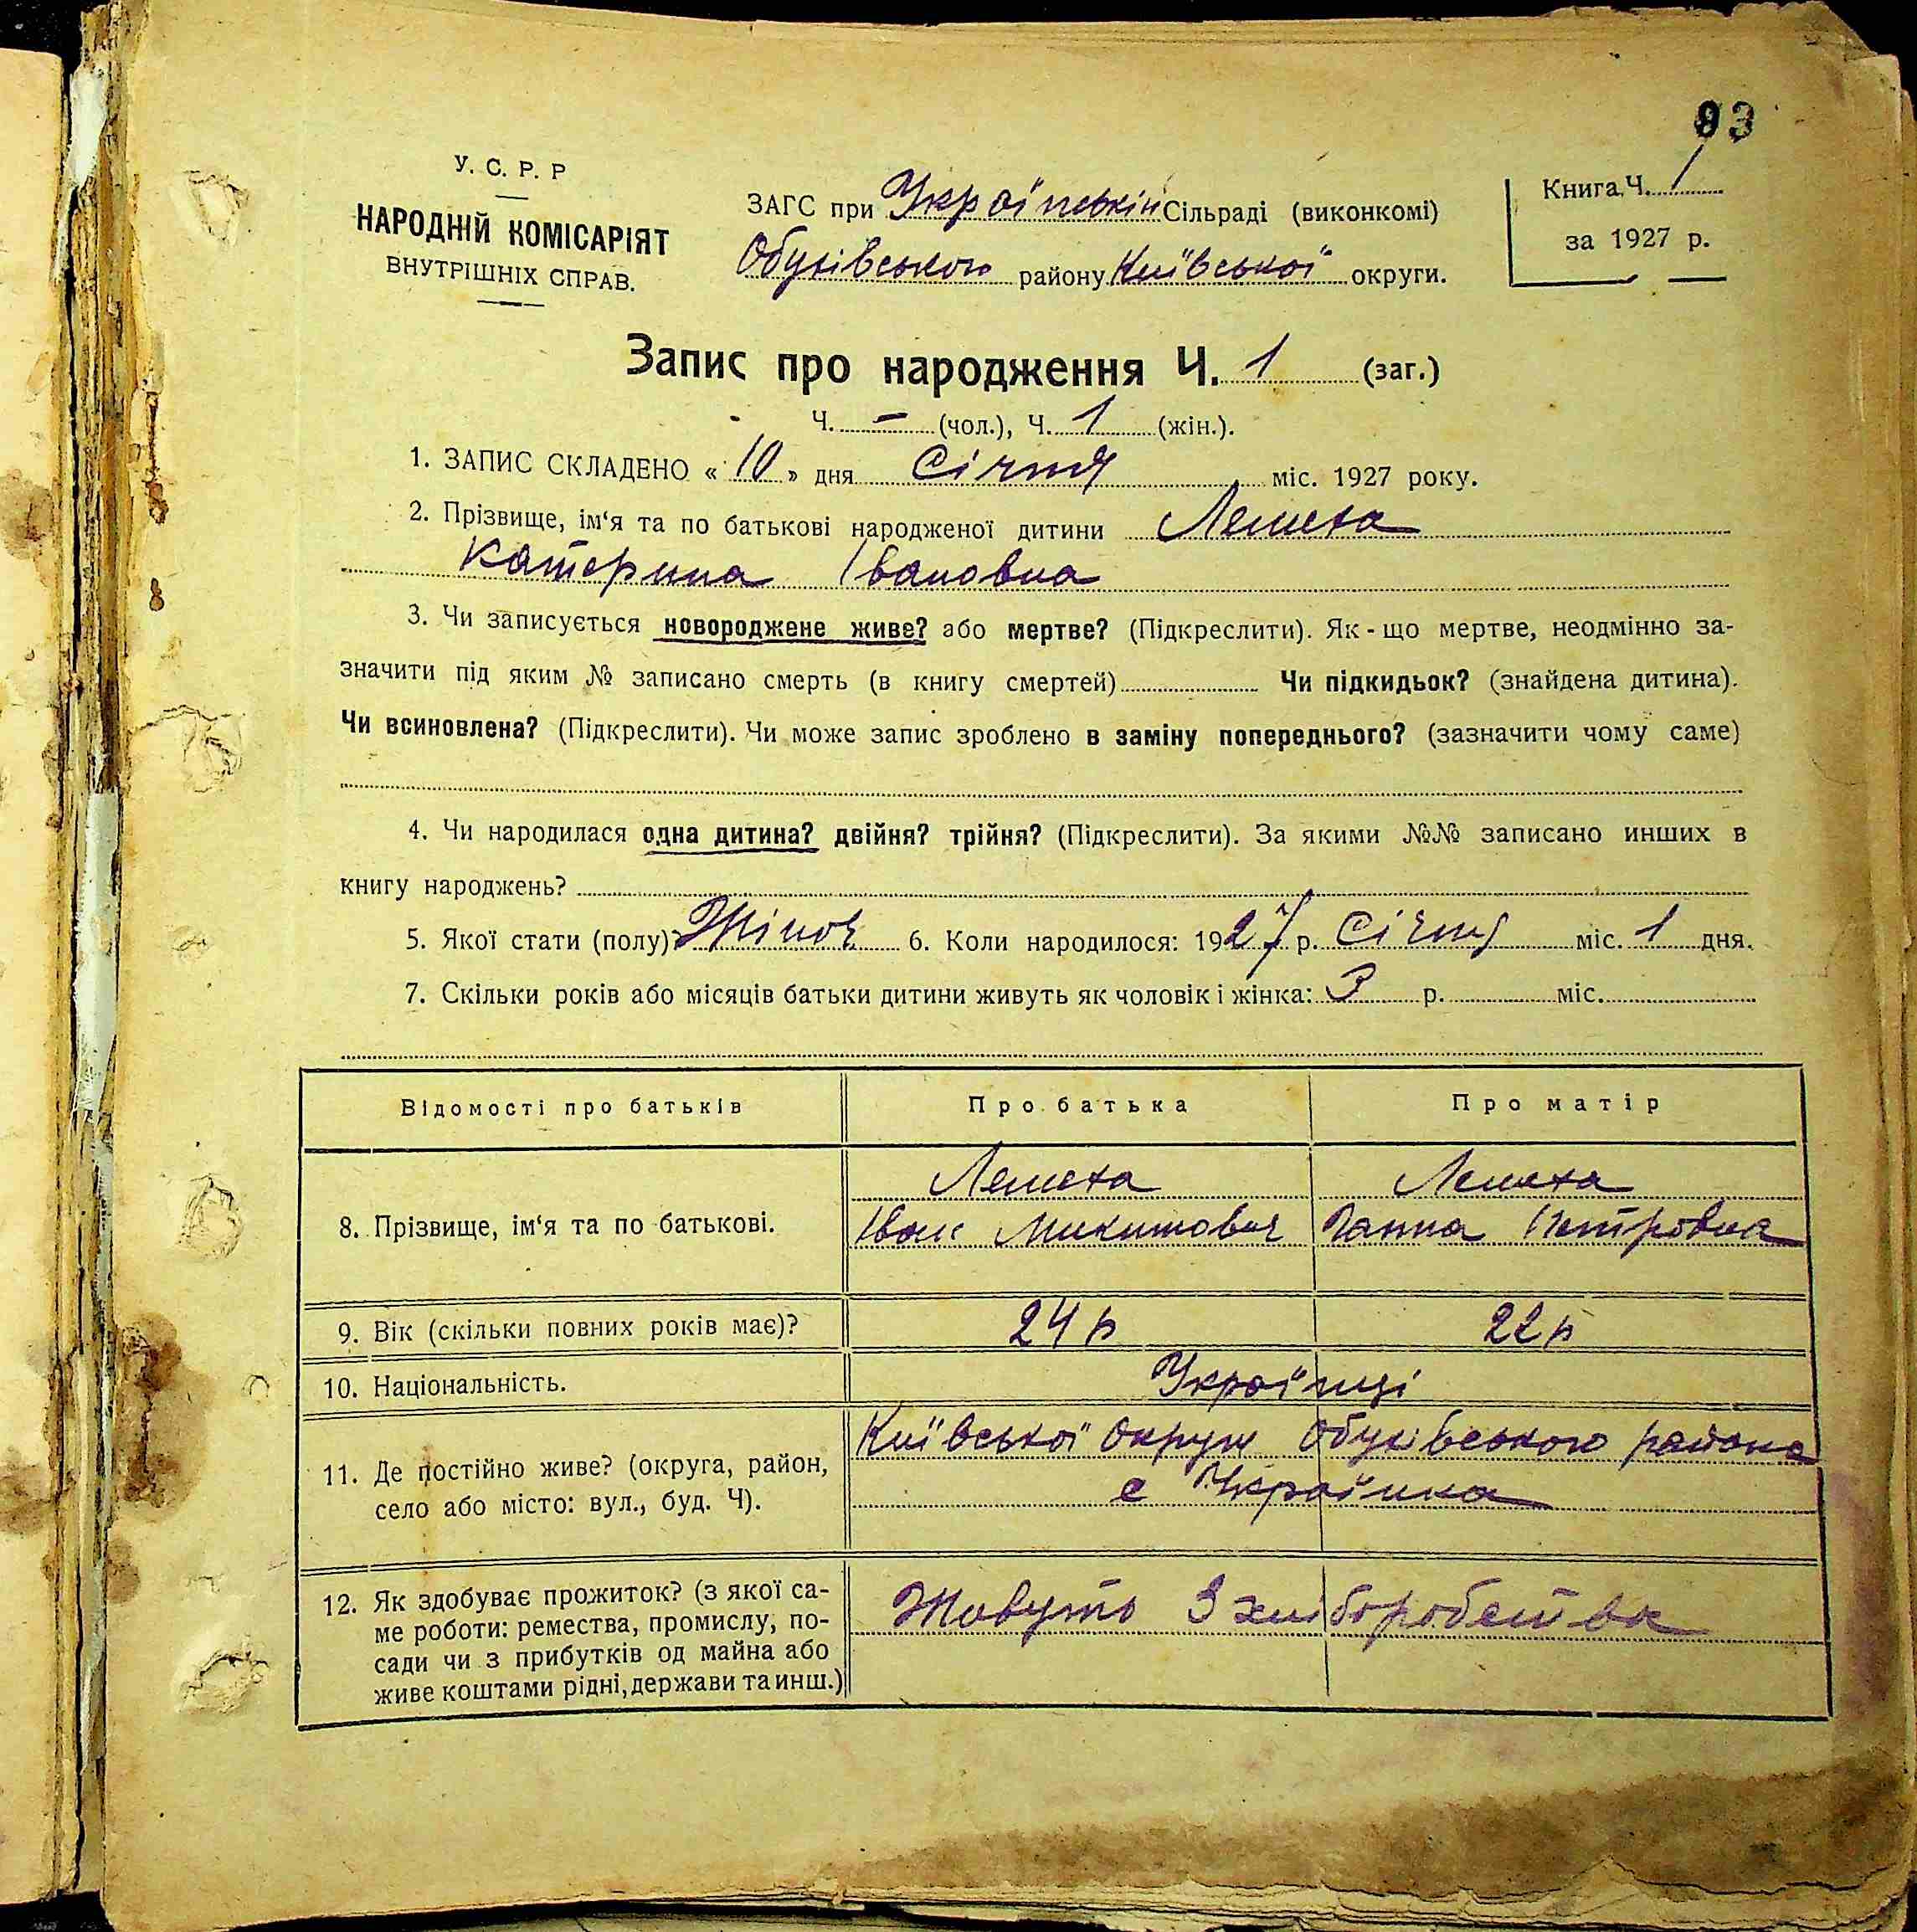 93
У. С. Р. Р
НАРОДНІЙ КОМІСАРІЯТ
ВНУТРІШНІХ СПРАВ.
ЗАГС при Українській Сільраді (виконкомі)
Обухівського району Київської округи.
Книга Ч. 1
за 1927 р.
Запис про народження Ч. 1 (заг.)
Ч. – (чол.), Ч. 1 (жін.).
1. ЗАПИС СКЛАДЕНО « 10 » дня Січня міс. 1927 року.
2. Прізвище, ім‘я та по батькові народженої дитини
Катерина Івановна
3. Чи записується новороджене живе? або мертве? (Підкреслити). Як - що мертве, неодмінно за-
значити під яким № записано смерть (в книгу смертей) Чи підкидьок? (знайдена дитина).
Чи всиновлена? (Підкреслити). Чи може запис зроблено в заміну попереднього? (зазначити чому саме)
4. Чи народилася одна дитина? двійня? трійня? (Підкреслити). За якими №№ записано инших в
книгу народжень?
5. Якої стати (полу)? Жіноч 6. Коли народилося: 1927 р. Січня міс. 1 дня.
7. Скільки років або місяців батьки дитини живуть як чоловік і жінка: 3 р. міс.
Відомості про батьків Про батька Про матір
8. Прізвище, ім‘я та по батькові.
Іван Микитович Ганна Петровна
9. Вік (скільки повних років має)? 24 р 22 р
10. Національність. Українці
11. Де постійно живе? (округа, район,
село або місто: вул., буд. Ч).
Київської округи Обухівського района
с Українка
12. Як здобуває прожиток? (з якої са-
ме роботи: ремества, промислу, по-
сади чи з прибутків од майна або
живе коштами рідні, держави та инш.)
Живуть З хліборобства